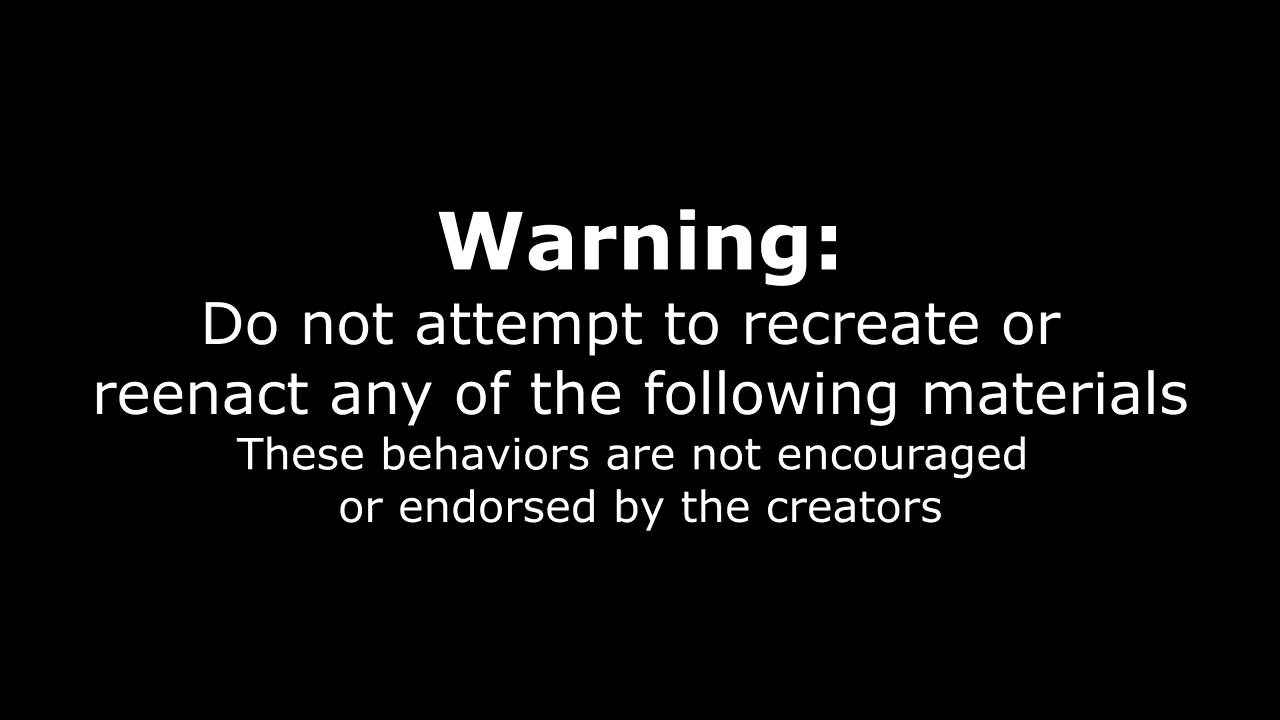 Warning:
Do not attempt to recreate or
reenact any of the following materials
These behaviors are not encouraged
or endorsed by the creators